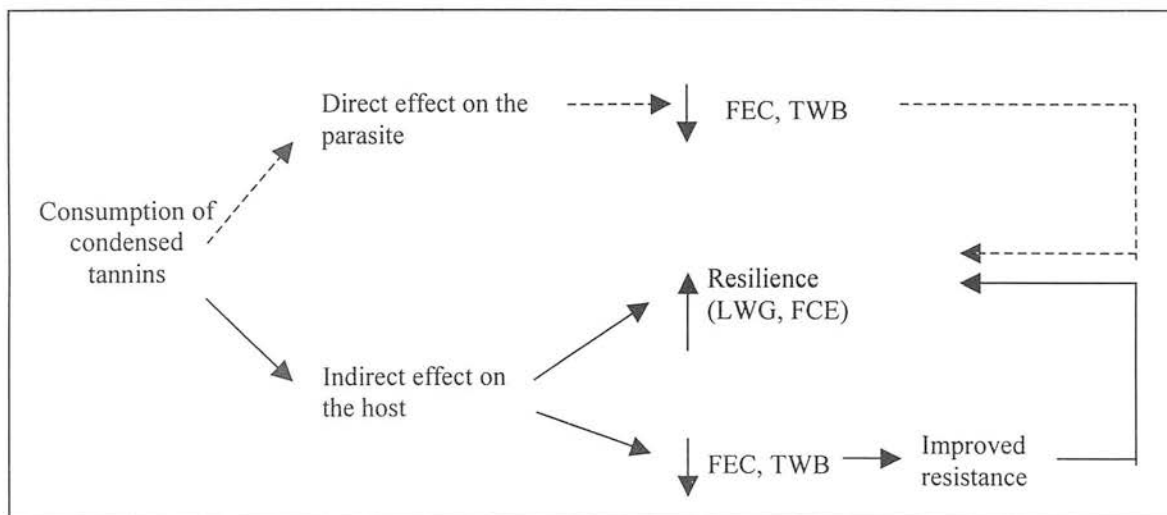 Direct effect on the
parasite
FEC, TWB
Consumption of
condensed
tannins
Resilience
(LWG, FCE)
Indirect effect on
the host
FEC, TWB
Improved
resistance